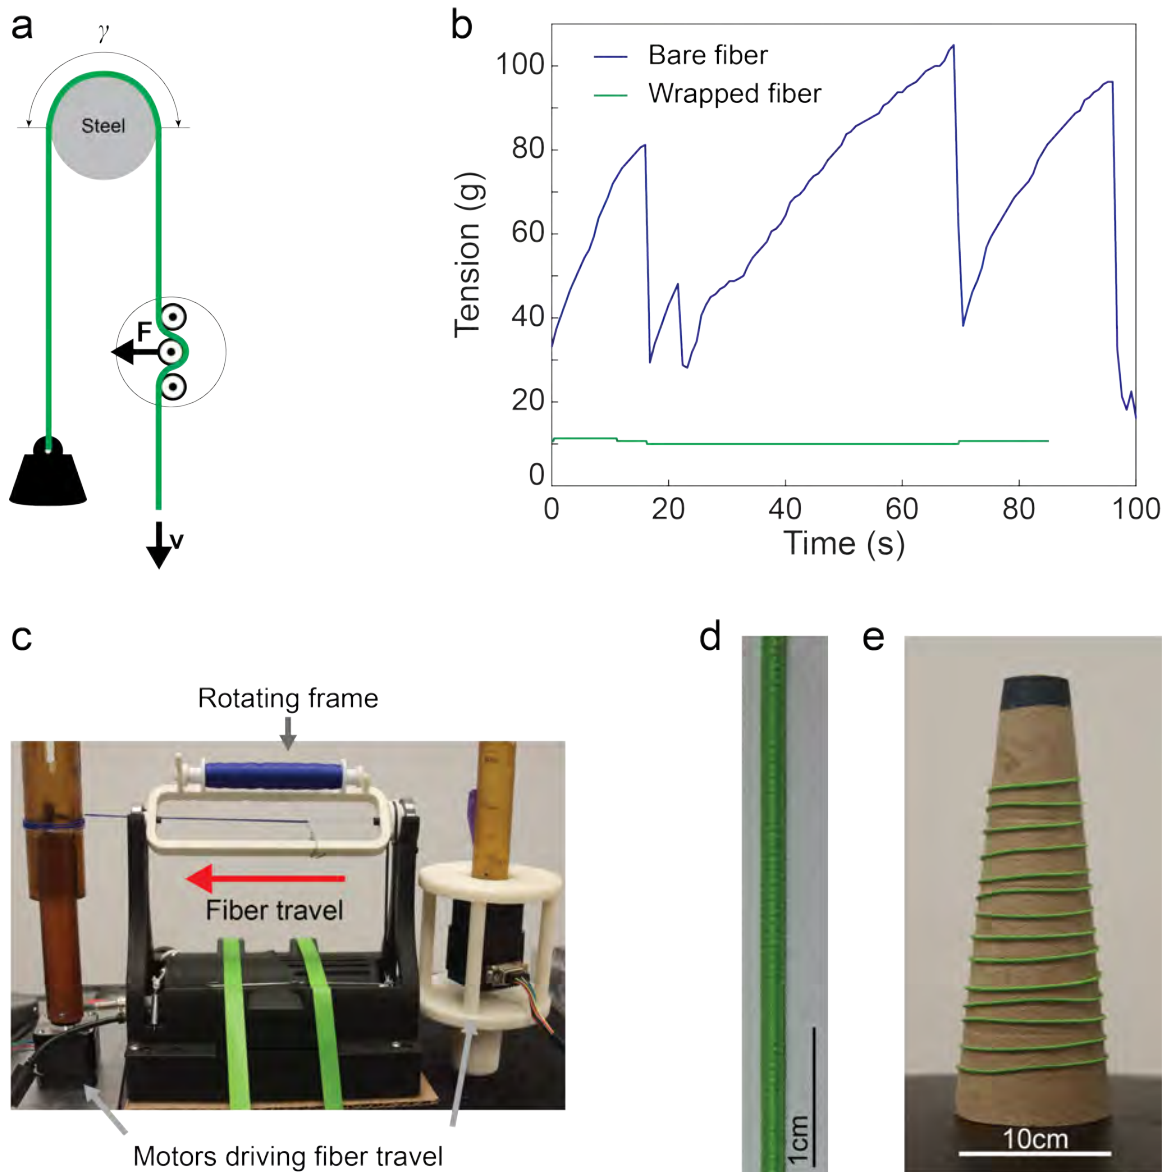 a
γ
Steel
F
v
b
Bare fiber
Wrapped fiber
100
80
60
40
20
0
Tension (g)
0 20 40 60 80 100
Time (s)
c
Rotating frame
Fiber travel
Motors driving fiber travel
d
1cm
e
10cm